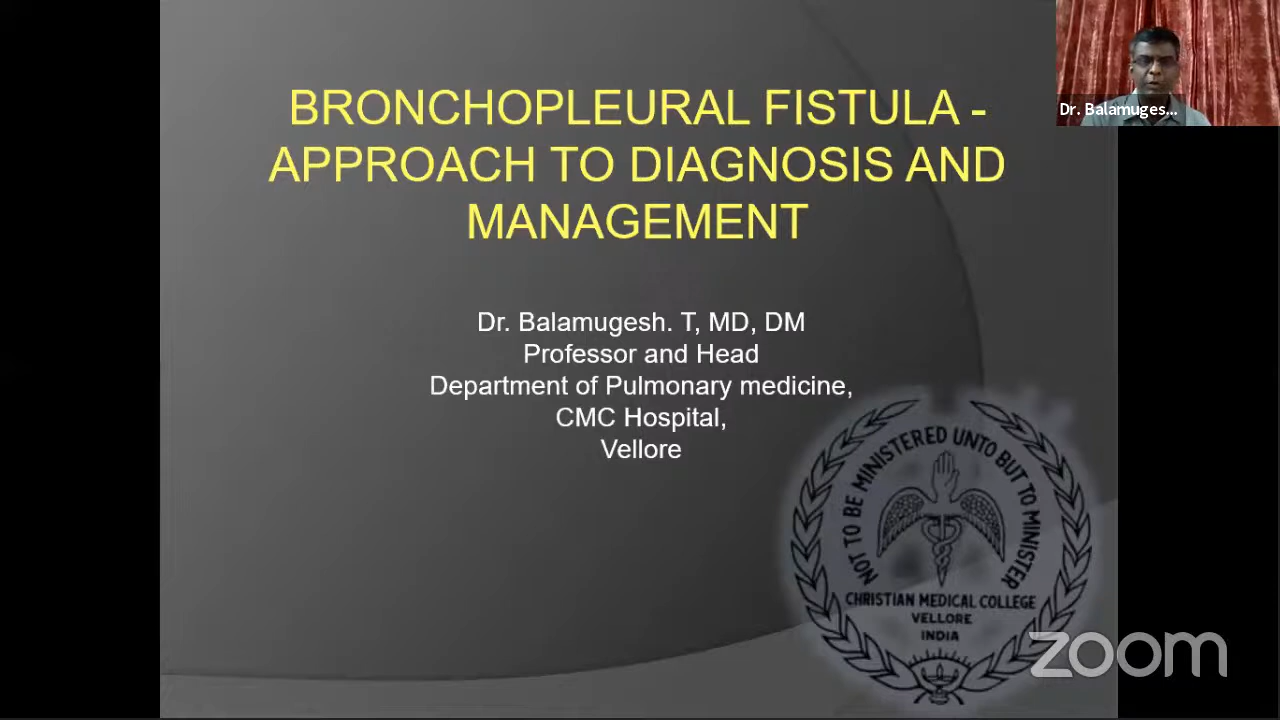 BRONCHOPLEURAL FISTULA -
APPROACH TO DIAGNOSIS AND
MANAGEMENT
Dr. Balamugesh. T, MD, DM
Professor and Head
Department of Pulmonary medicine,
CMC Hospital,
Vellore
Dr. Balamuges...
NOT TO BE MINISTERED UNTO BUT TO MINISTER
CHRISTIAN MEDICAL COLLEGE
VELLORE
INDIA
zoom